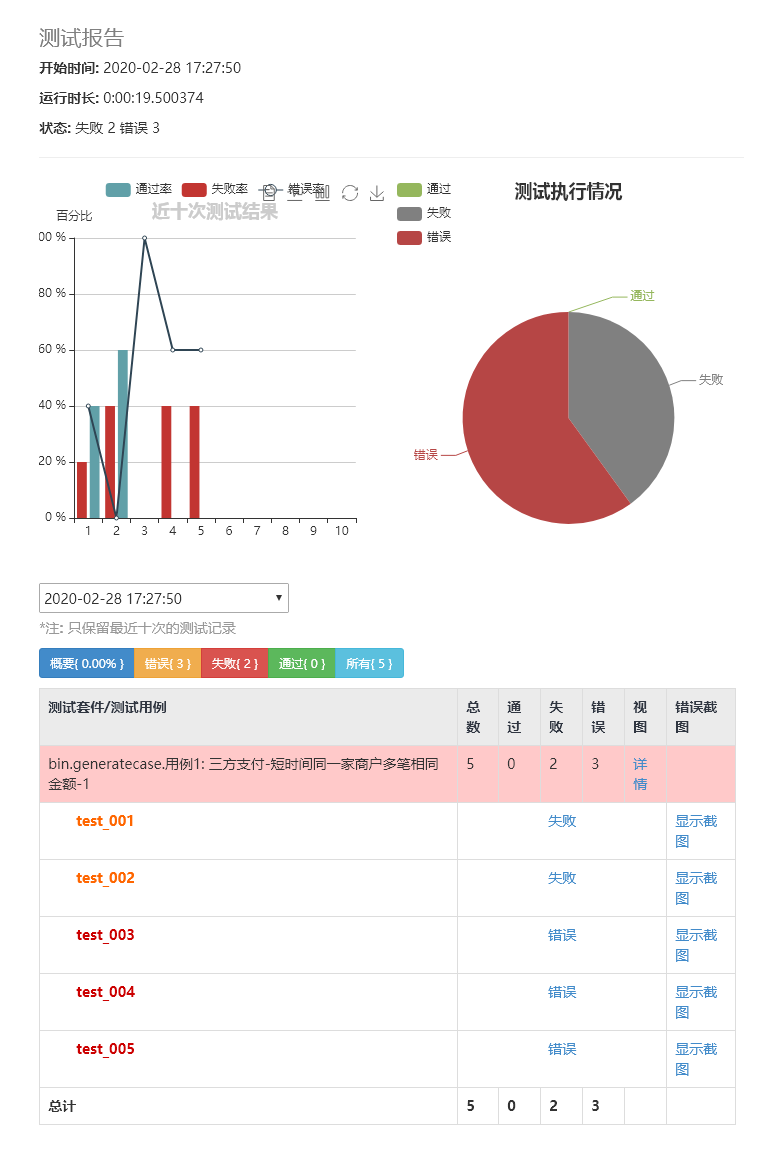 测试报告
开始时间: 2020-02-28 17:27:50
运行时长: 0:00:19.500374
状态: 失败 2 错误 3
通过率 失败率 错误率
近十次测试结果
百分比
00 %
80 %
60 %
40 %
20 %
0 %
1 2 3 4 5 6 7 8 9 10
通过
失败
错误
测试执行情况
通过
失败
错误
2020-02-28 17:27:50
*注: 只保留最近十次的测试记录
概要{ 0.00% } 错误{ 3 } 失败{ 2 } 通过{ 0 } 所有{ 5 }
测试套件/测试用例 总数 通过 失败 错误 视图 错误截图
bin.generatecase.用例1: 三方支付-短时间同一家商户多笔相同
金额-1
5 0 2 3 详情
test_001 失败 显示截图
test_002 失败 显示截图
test_003 错误 显示截图
test_004 错误 显示截图
test_005 错误 显示截图
总计 5 0 2 3